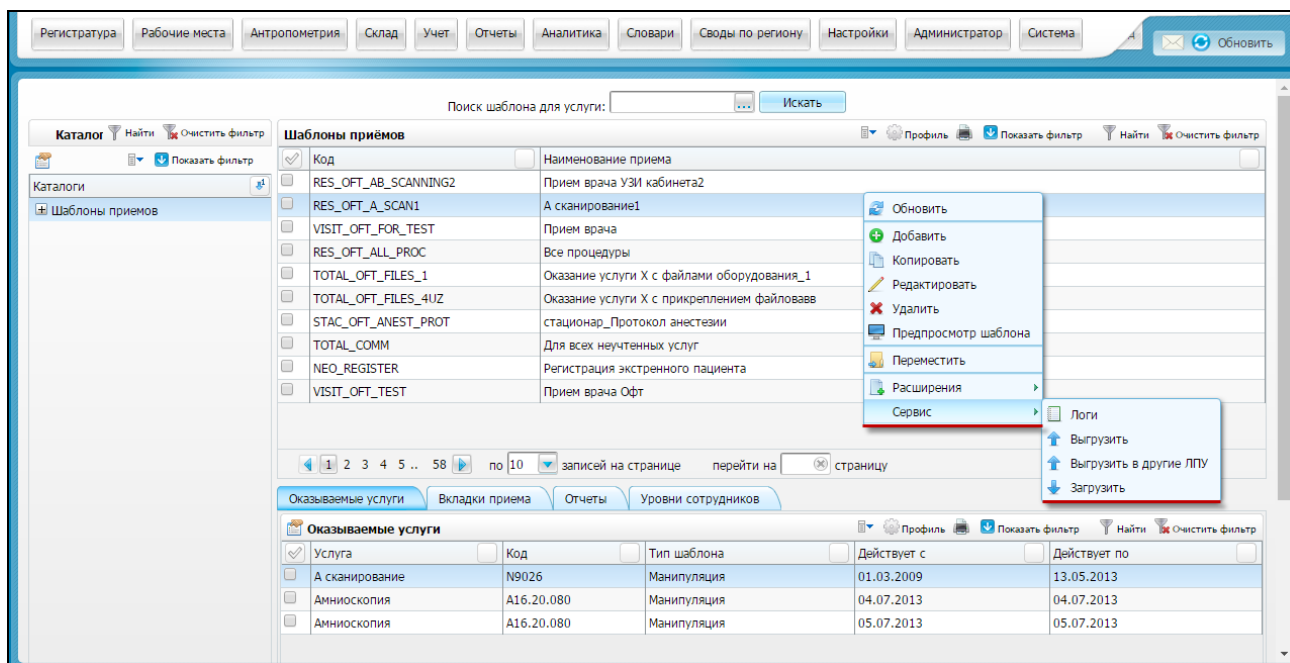 Регистратура Рабочие места Антропометрия Склад Учет Отчеты Аналитика Словари Своды по региону Настройки Администратор Система Обновить
Поиск шаблона для услуги: ... Искать
Каталог Найти Очистить фильтр
Показать фильтр
Каталоги
Шаблоны приемов
Шаблоны приёмов Профиль Показать фильтр Найти Очистить фильтр
Код Наименование приема
RES_OFT_AB_SCANNING2 Прием врача УЗИ кабинета2
RES_OFT_A_SCAN1 А сканирование1
VISIT_OFT_FOR_TEST Прием врача
RES_OFT_ALL_PROC Все процедуры
TOTAL_OFT_FILES_1 Оказание услуги X с файлами оборудования_1
TOTAL_OFT_FILES_4UZ Оказание услуги X с прикреплением файловавв
STAC_OFT_ANEST_PROT стационар_Протокол анестезии
TOTAL_COMM Для всех неучтенных услуг
NEO_REGISTER Регистрация экстренного пациента
VISIT_OFT_TEST Прием врача Офт
Обновить
Добавить
Копировать
Редактировать
Удалить
Предпросмотр шаблона
Переместить
Расширения
Сервис
Логи
Выгрузить
Выгрузить в другие ЛПУ
Загрузить
1 2 3 4 5 .. 58 по 10 записей на странице перейти на страницу
Оказываемые услуги Вкладки приема Отчеты Уровни сотрудников
Оказываемые услуги Профиль Показать фильтр Найти Очистить фильтр
Услуга Код Тип шаблона Действует с Действует по
А сканирование N9026 Манипуляция 01.03.2009 13.05.2013
Амниоскопия A16.20.080 Манипуляция 04.07.2013 04.07.2013
Амниоскопия A16.20.080 Манипуляция 05.07.2013 05.07.2013